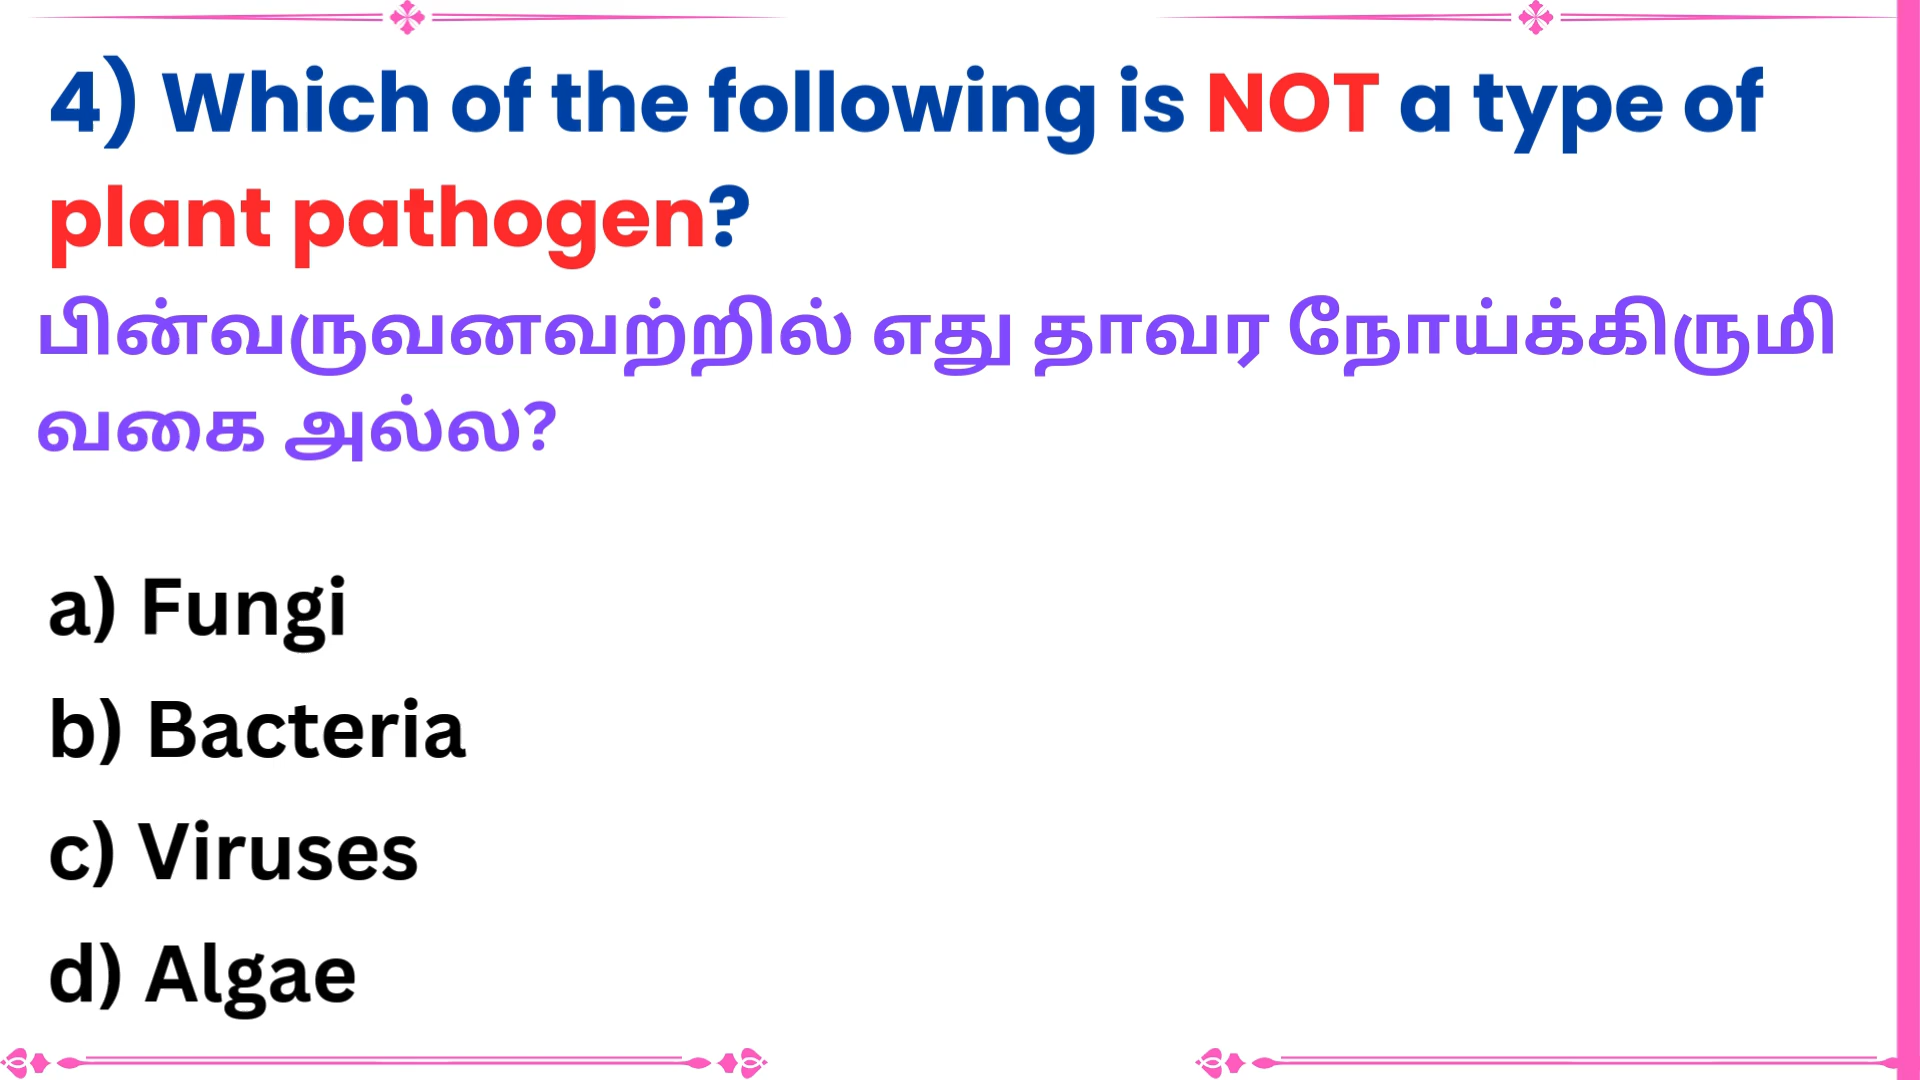 4) Which of the following is NOT a type of
plant pathogen?
பின்வருவனவற்றில் எது தாவர நோய்க்கிருமி
வகை அல்ல?
a) Fungi
b) Bacteria
c) Viruses
d) Algae